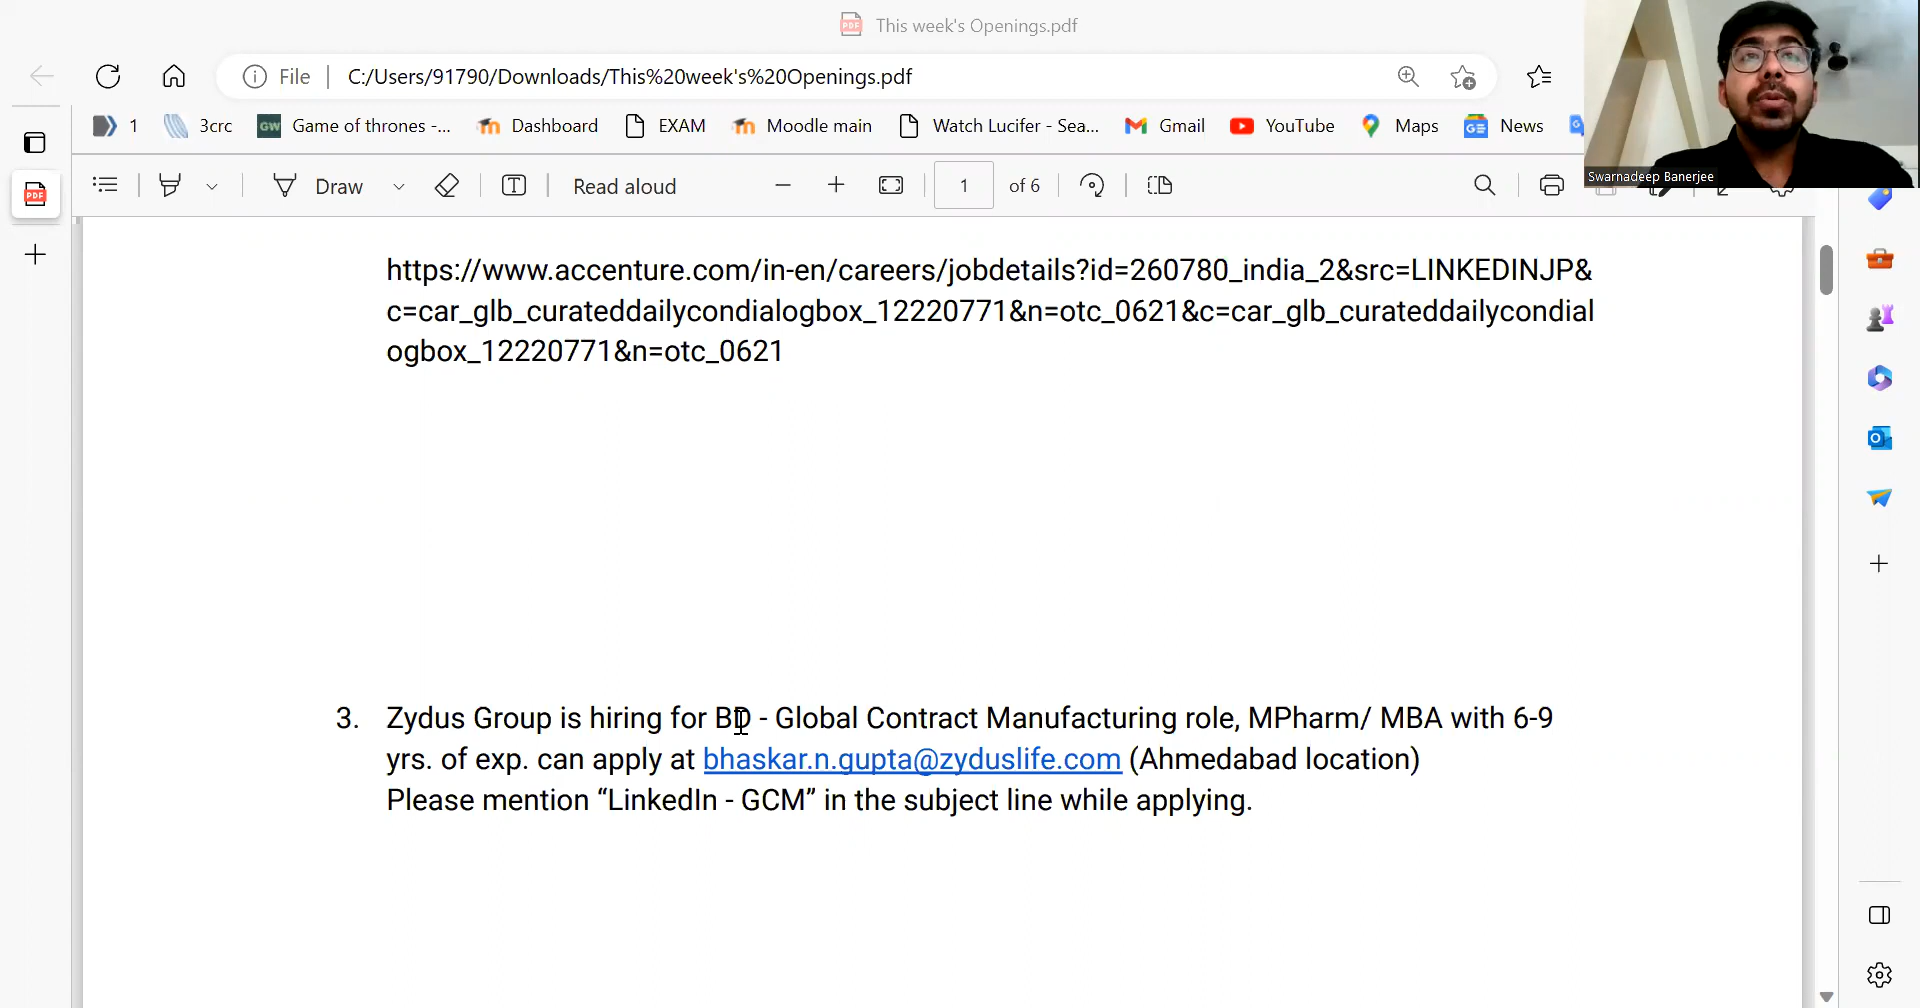 This week's Openings.pdf
File
C:/Users/91790/Downloads/This%20week's%20Openings.pdf
1
3crc
GW
Game of thrones -...
Dashboard
EXAM
Moodle main
Watch Lucifer - Sea...
Gmail
YouTube
Maps
News
Draw
Read aloud
1 of 6
Swarnadeep Banerjee
https://www.accenture.com/in-en/careers/jobdetails?id=260780_india_2&src=LINKEDINJP&
c=car_glb_curateddailycondialogbox_12220771&n=otc_0621&c=car_glb_curateddailycondial
ogbox_12220771&n=otc_0621
3. Zydus Group is hiring for BD - Global Contract Manufacturing role, MPharm/ MBA with 6-9
yrs. of exp. can apply at bhaskar.n.gupta@zyduslife.com (Ahmedabad location)
Please mention “LinkedIn - GCM” in the subject line while applying.